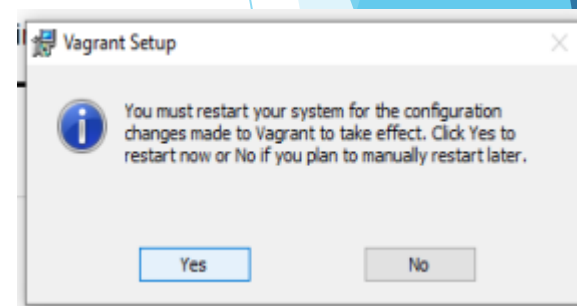 Vagrant Setup
You must restart your system for the configuration
changes made to Vagrant to take effect. Click Yes to
restart now or No if you plan to manually restart later.
Yes
No